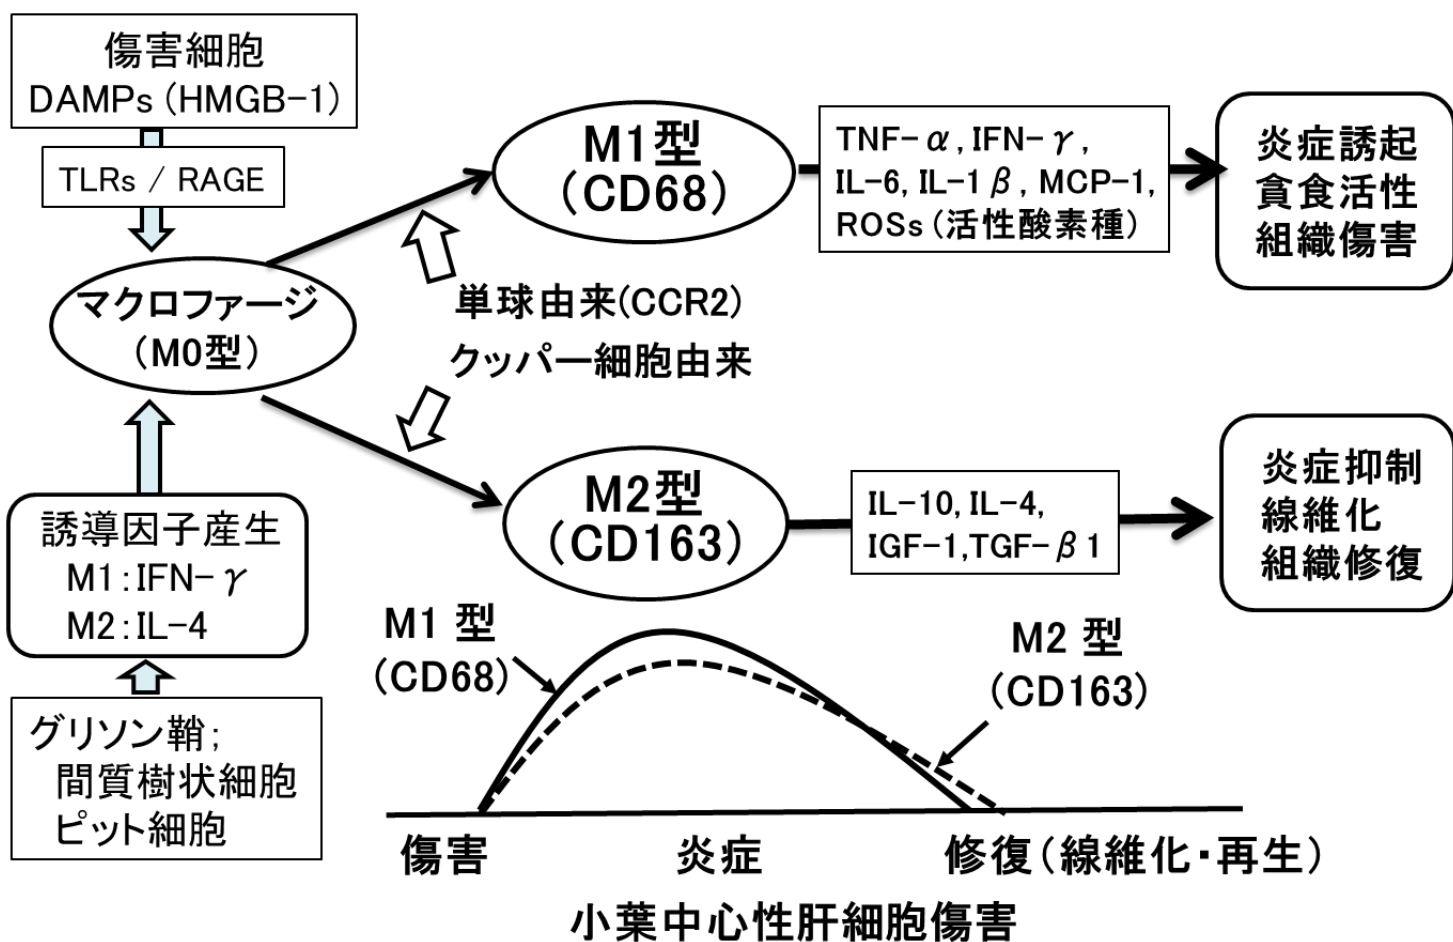 傷害細胞
DAMPs (HMGB-1)
TLRs / RAGE
マクロファージ
(M0型)
誘導因子産生
M1:IFN-γ
M2:IL-4
グリソン鞘;
間質樹状細胞
ピット細胞
M1型
(CD68)
TNF-α, IFN-γ,
IL-6, IL-1β, MCP-1,
ROSs (活性酸素種)
炎症誘起
貪食活性
組織傷害
単球由来(CCR2)
クッパー細胞由来
M2型
(CD163)
IL-10, IL-4,
IGF-1,TGF-β1
炎症抑制
線維化
組織修復
M1 型
(CD68)
M2 型
(CD163)
傷害 炎症 修復(線維化・再生)
小葉中心性肝細胞傷害